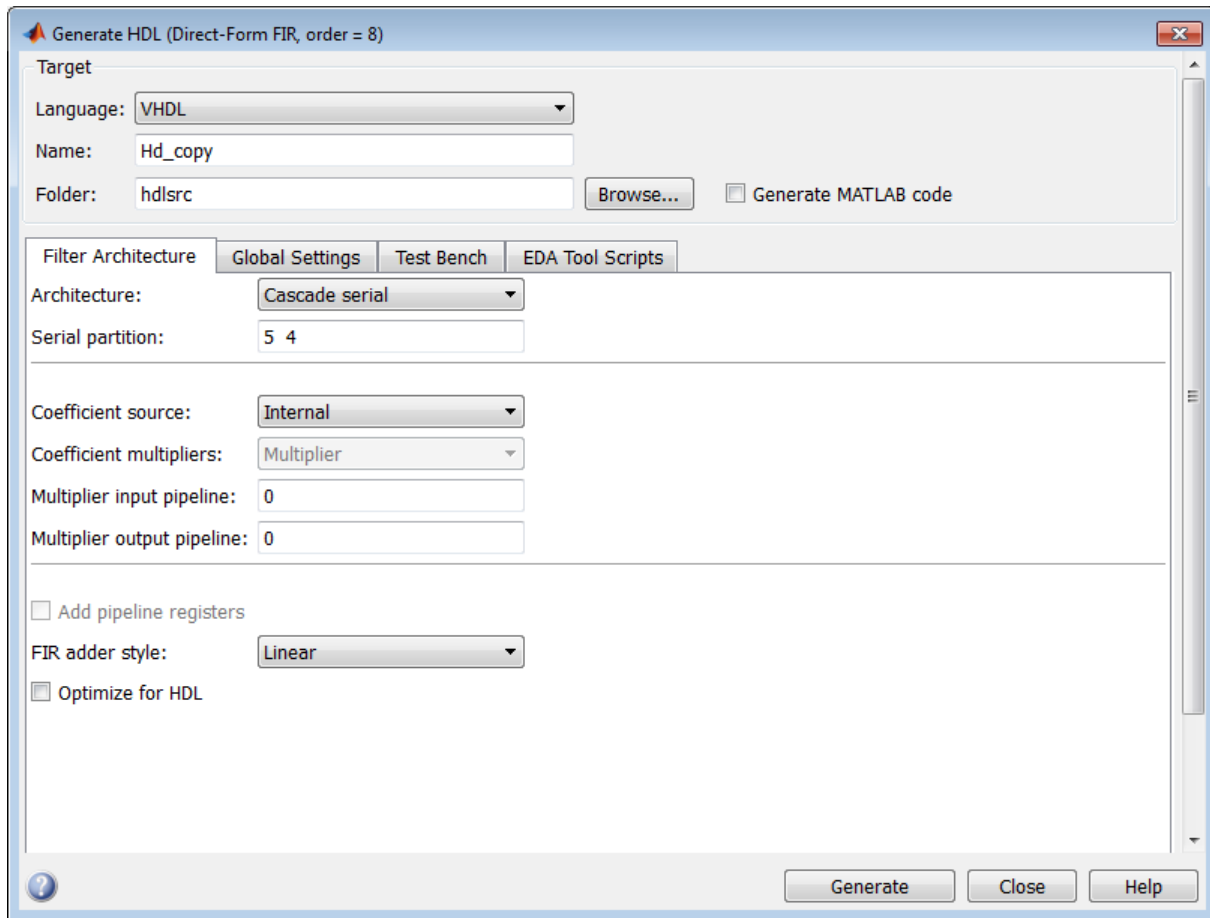 Generate HDL (Direct-Form FIR, order = 8)
Target
Language: VHDL
Name: Hd_copy
Folder: hdlsrc Browse... Generate MATLAB code
Filter Architecture Global Settings Test Bench EDA Tool Scripts
Architecture: Cascade serial
Serial partition: 5 4
Coefficient source: Internal
Coefficient multipliers: Multiplier
Multiplier input pipeline: 0
Multiplier output pipeline: 0
Add pipeline registers
FIR adder style: Linear
Optimize for HDL
? Generate Close Help